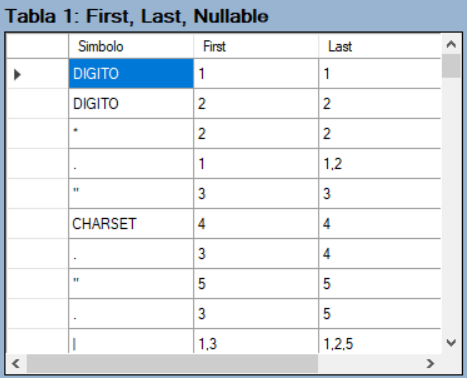 Tabla 1: First, Last, Nullable
Simbolo First Last
DIGITO 1 1
DIGITO 2 2
* 2 2
. 1 1,2
" 3 3
CHARSET 4 4
. 3 4
" 5 5
. 3 5
| 1,3 1,2,5